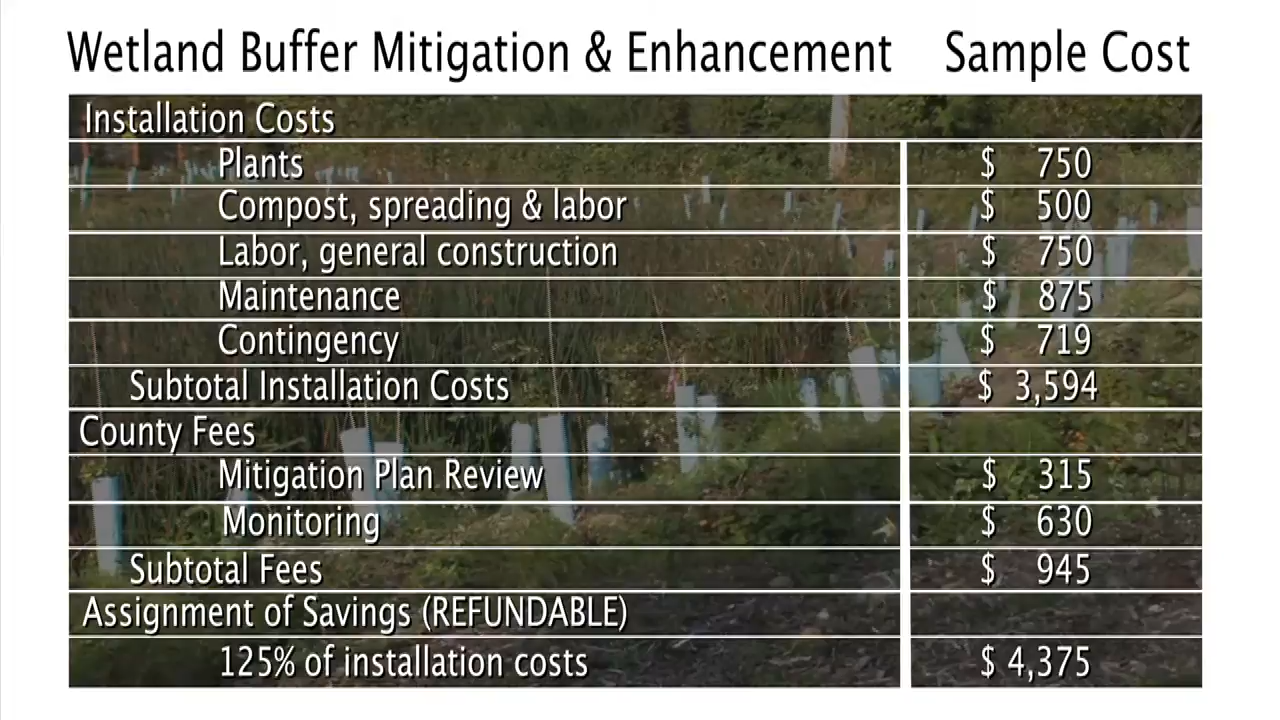 Wetland Buffer Mitigation & Enhancement Sample Cost
Installation Costs
Plants $ 750
Compost, spreading & labor $ 500
Labor, general construction $ 750
Maintenance $ 875
Contingency $ 719
Subtotal Installation Costs $ 3,594
County Fees
Mitigation Plan Review $ 315
Monitoring $ 630
Subtotal Fees $ 945
Assignment of Savings (REFUNDABLE)
125% of installation costs $ 4,375